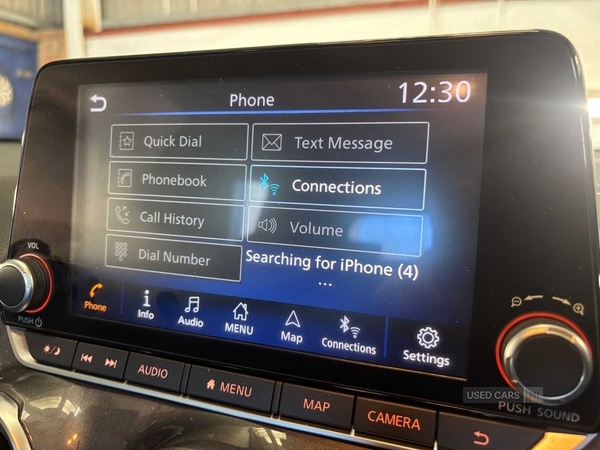 Phone
12:30
Quick Dial
Text Message
Phonebook
Connections
Call History
Volume
Dial Number
Searching for iPhone (4)
...
Phone
Info
Audio
MENU
Map
Connections
Settings
VOL
PUSH
AUDIO
MENU
MAP
CAMERA
PUSH SOUND
USED CARS NI